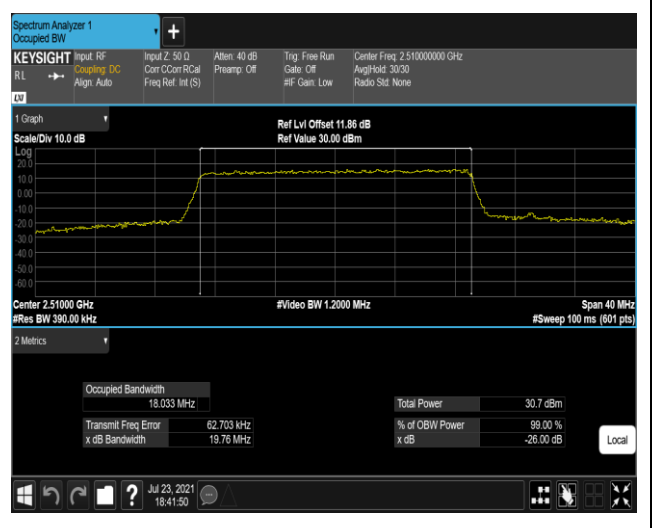 Spectrum Analyzer 1
Occupied BW
+
KEYSIGHT Input: RF Input Z: 50 Ω Atten: 40 dB Trig: Free Run Center Freq: 2.510000000 GHz
RL Coupling: DC Corr CCorr RCal Preamp: Off Gate: Off Avg|Hold: 30/30
Align: Auto Freq Ref: Int (S) #IF Gain: Low Radio Std: None
LXI
1 Graph
Ref Lvl Offset 11.86 dB
Scale/Div 10.0 dB Ref Value 30.00 dBm
Log
20.0
10.0
0.00
-10.0
-20.0
-30.0
-40.0
-50.0
-60.0
Center 2.51000 GHz #Video BW 1.2000 MHz Span 40 MHz
#Res BW 390.00 kHz #Sweep 100 ms (601 pts)
2 Metrics
Occupied Bandwidth
18.033 MHz Total Power 30.7 dBm
Transmit Freq Error 62.703 kHz % of OBW Power 99.00 %
x dB Bandwidth 19.76 MHz x dB -26.00 dB
Local
? Jul 23, 2021
18:41:50